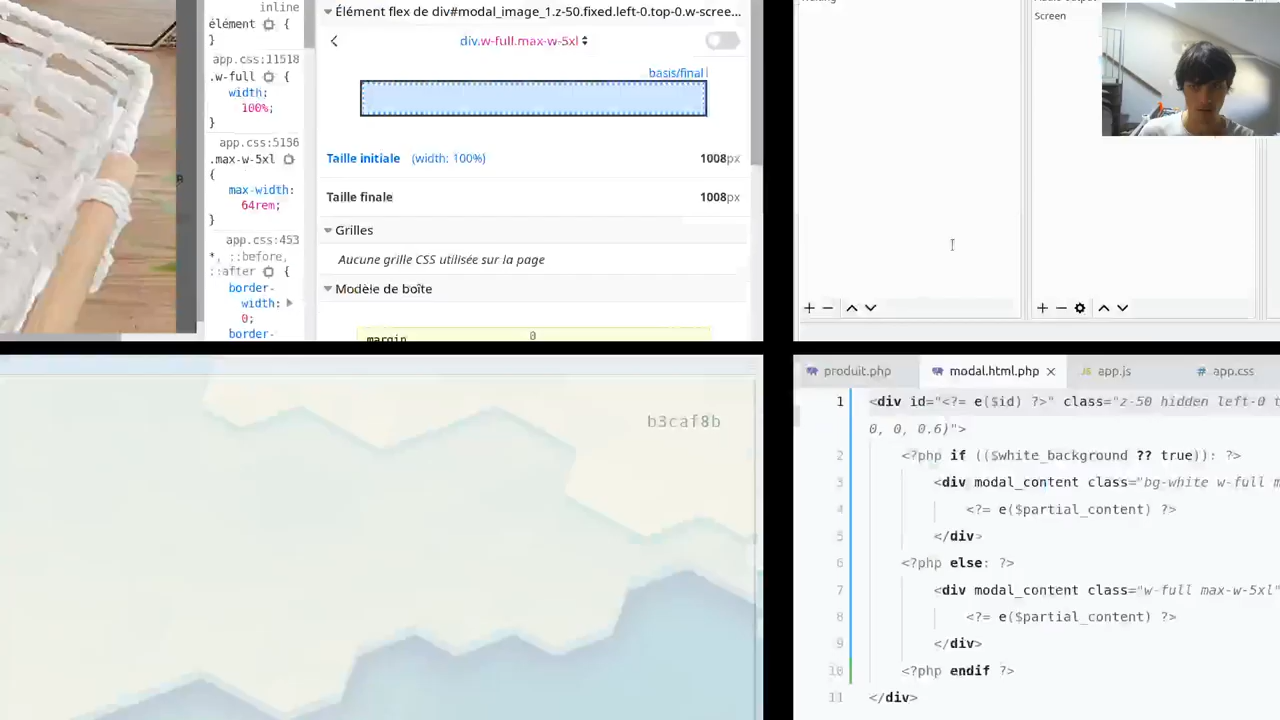 inline
élément {
}
app.css:11518
.w-full {
width:
100%;
}
app.css:5136
.max-w-5xl
{
max-width:
64rem;
}
app.css:453
*, ::before,
::after {
border-
width:
0;
border-
Élément flex de div#modal_image_1.z-50.fixed.left-0.top-0.w-scree...
div.w-full.max-w-5xl
basis/final
Taille initiale (width: 100%) 1008px
Taille finale 1008px
Grilles
Aucune grille CSS utilisée sur la page
Modèle de boîte
margin 0
Screen
b3caf8b
produit.php modal.html.php app.js app.css
1 <div id="<?= e($id) ?>" class="z-50 hidden left-0 t
0, 0, 0.6)">
2 <?php if (($white_background ?? true)): ?>
3 <div modal_content class="bg-white w-full m
4 <?= e($partial_content) ?>
5 </div>
6 <?php else: ?>
7 <div modal_content class="w-full max-w-5xl"
8 <?= e($partial_content) ?>
9 </div>
10 <?php endif ?>
11 </div>